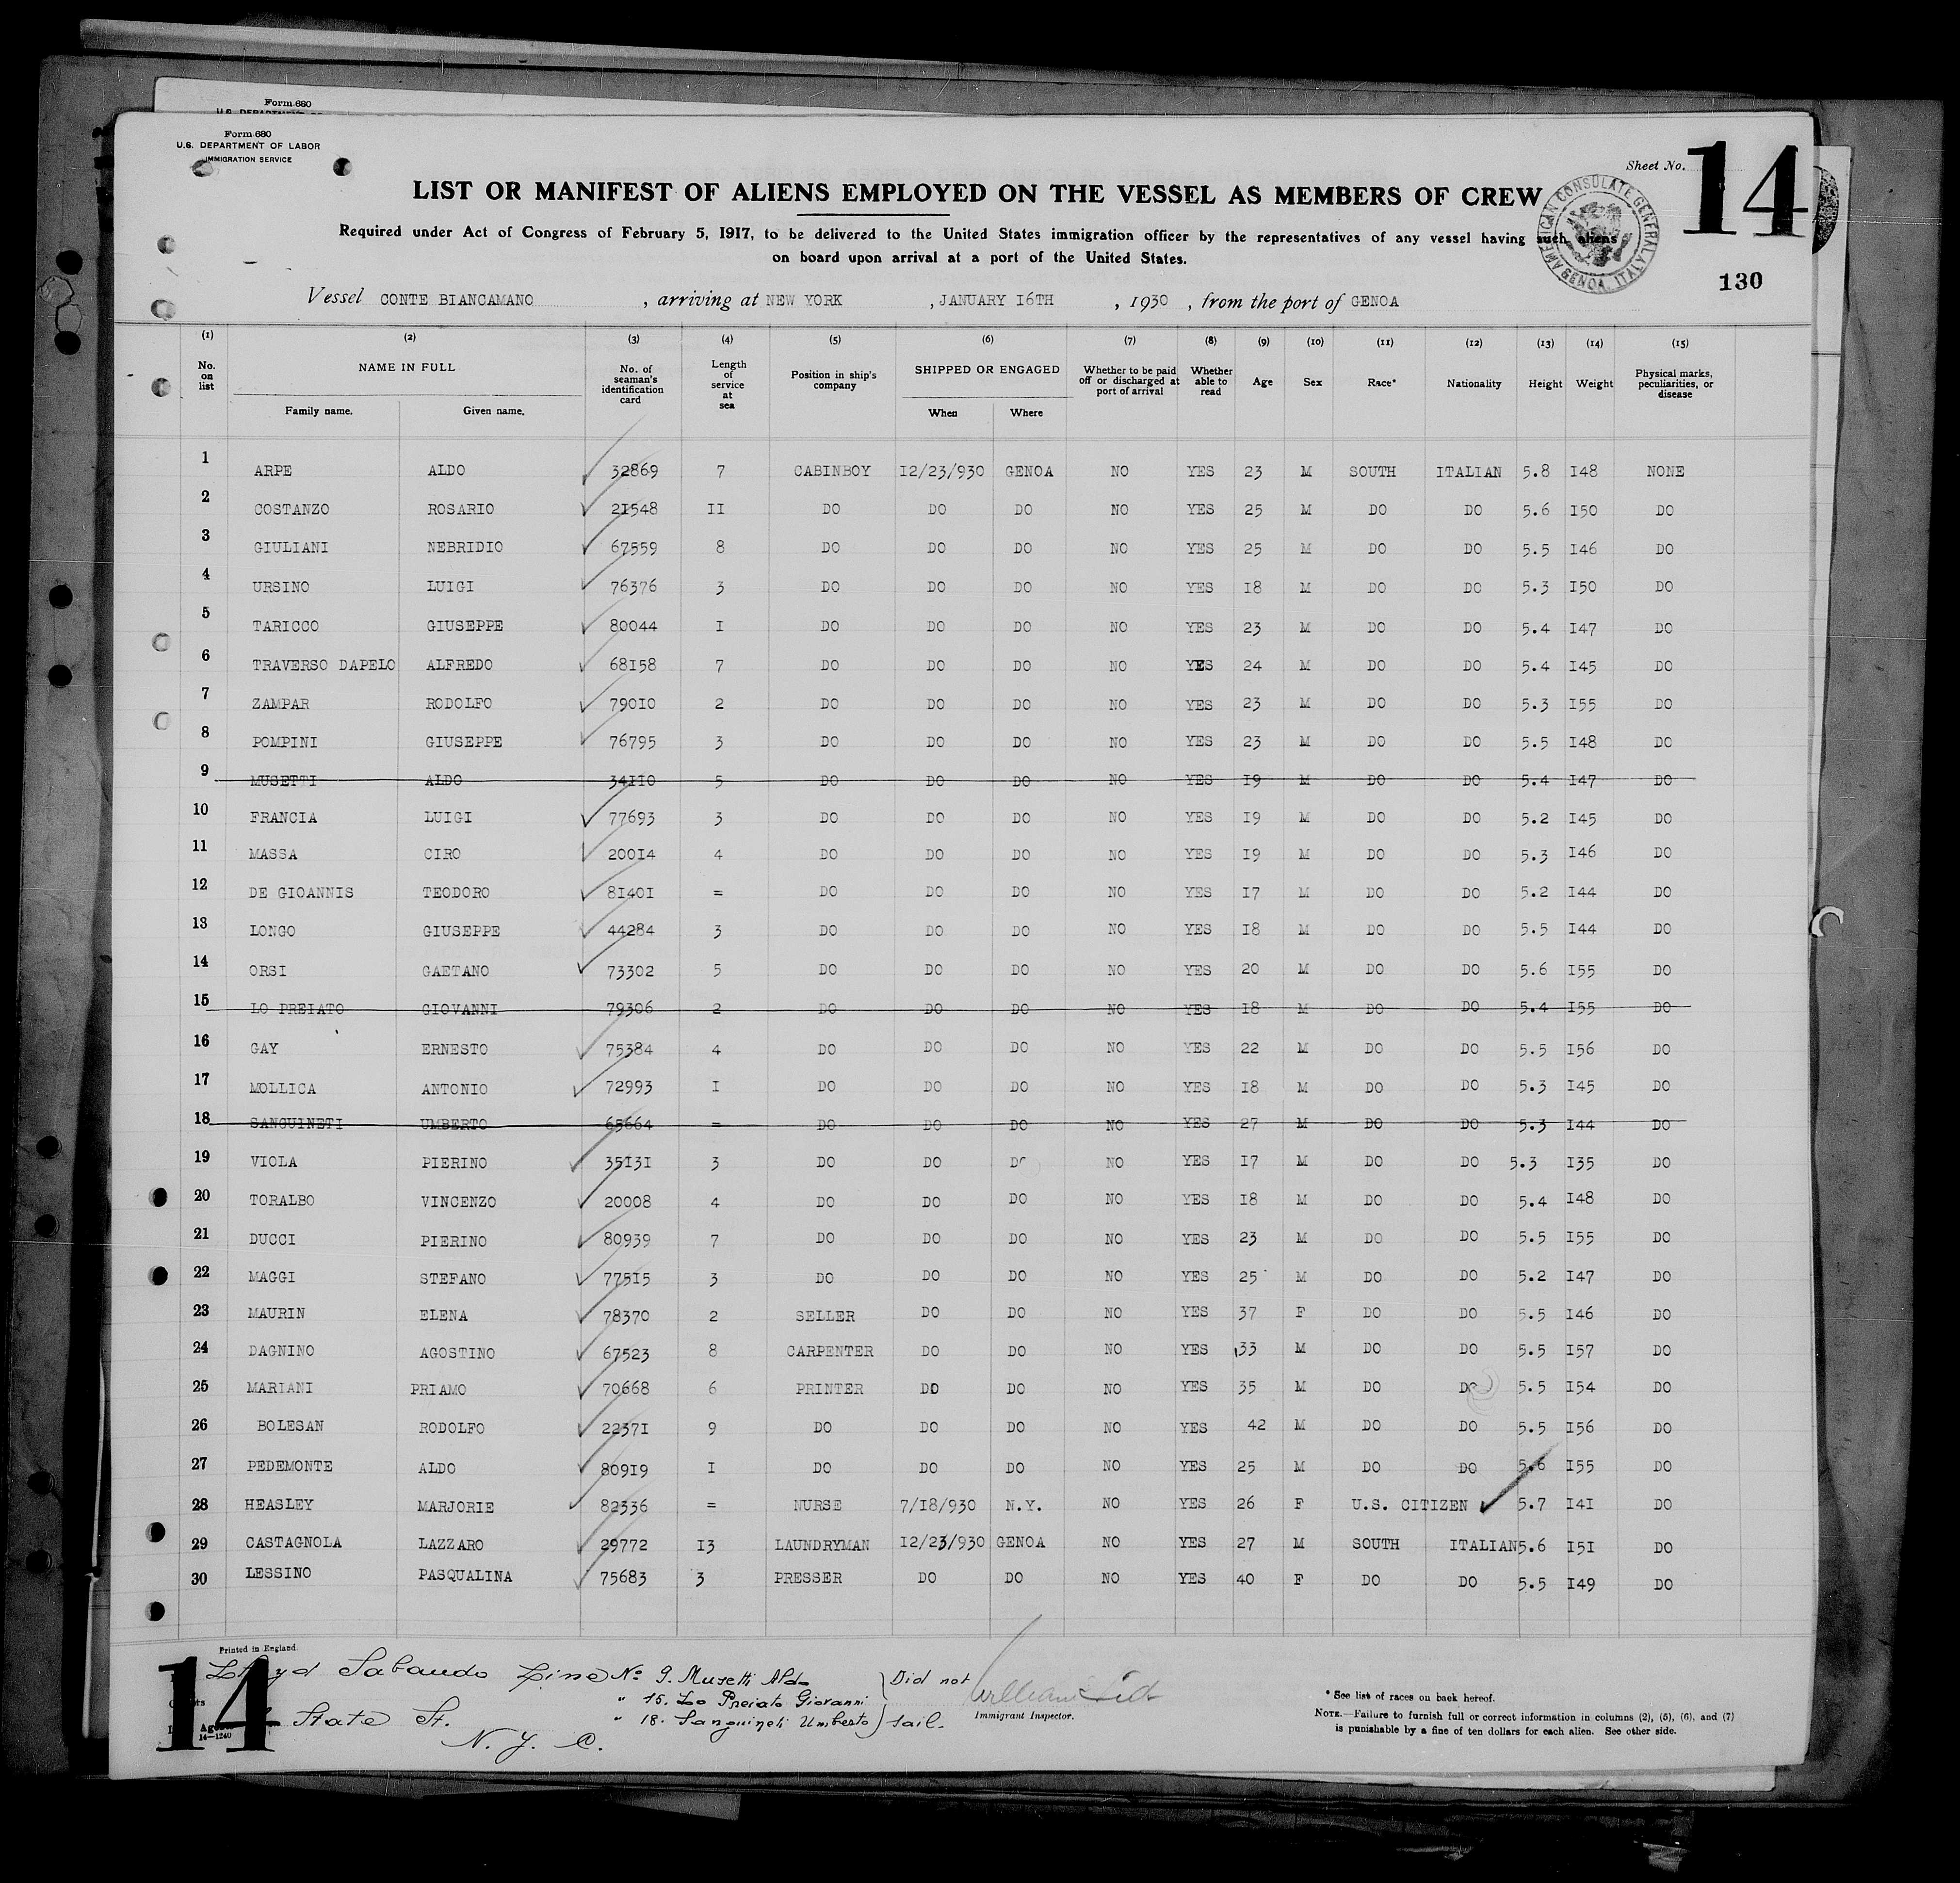 Form 680
U.S. DEPARTMENT OF LABOR
IMMIGRATION SERVICE
Form 680
Sheet No. 14
LIST OR MANIFEST OF ALIENS EMPLOYED ON THE VESSEL AS MEMBERS OF CREW
Required under Act of Congress of February 5, 1917, to be delivered to the United States immigration officer by the representatives of any vessel having such aliens
on board upon arrival at a port of the United States.
AMERICAN CONSULATE GENERAL GENOA, ITALY
130
Vessel CONTE BIANCAMANO, arriving at NEW YORK, JANUARY 16TH, 1930, from the port of GENOA
(1) (2) (3) (4) (5) (6) (7) (8) (9) (10) (11) (12) (13) (14) (15)
No. on list NAME IN FULL Family name. Given name. No. of seaman's identification card Length of service at sea Position in ship's company SHIPPED OR ENGAGED When Where Whether to be paid off or discharged at port of arrival Whether able to read Age Sex Race* Nationality Height Weight Physical marks, peculiarities, or disease
1 ARPE ALDO 32869 7 CABINBOY 12/23/930 GENOA NO YES 23 M SOUTH ITALIAN 5.8 148 NONE
2 COSTANZO ROSARIO 21548 11 DO DO DO NO YES 25 M DO DO 5.6 150 DO
3 GIULIANI NEBRIDIO 67559 8 DO DO DO NO YES 25 M DO DO 5.5 146 DO
4 URSINO LUIGI 76376 3 DO DO DO NO YES 18 M DO DO 5.3 150 DO
5 TARICCO GIUSEPPE 80044 1 DO DO DO NO YES 23 M DO DO 5.4 147 DO
6 TRAVERSO DAPELO ALFREDO 68158 7 DO DO DO NO YES 24 M DO DO 5.4 145 DO
7 ZAMPAR RODOLFO 79010 2 DO DO DO NO YES 23 M DO DO 5.3 155 DO
8 POMPINI GIUSEPPE 76795 3 DO DO DO NO YES 23 M DO DO 5.5 148 DO
9 MUSETTI ALDO 34110 5 DO DO DO NO YES 19 M DO DO 5.4 147 DO
10 FRANCIA LUIGI 77693 3 DO DO DO NO YES 19 M DO DO 5.2 145 DO
11 MASSA CIRO 20014 4 DO DO DO NO YES 19 M DO DO 5.3 146 DO
12 DE GIOANNIS TEODORO 81401 = DO DO DO NO YES 17 M DO DO 5.2 144 DO
13 LONGO GIUSEPPE 44284 3 DO DO DO NO YES 18 M DO DO 5.5 144 DO
14 ORSI GAETANO 73302 5 DO DO DO NO YES 20 M DO DO 5.6 155 DO
15 LO PREIATO GIOVANNI 79306 2 DO DO DO NO YES 18 M DO DO 5.4 155 DO
16 GAY ERNESTO 75384 4 DO DO DO NO YES 22 M DO DO 5.5 156 DO
17 MOLLICA ANTONIO 72993 1 DO DO DO NO YES 18 M DO DO 5.3 145 DO
18 SANGUINETI UMBERTO 65664 = DO DO DO NO YES 27 M DO DO 5.3 144 DO
19 VIOLA PIERINO 35131 3 DO DO DO NO YES 17 M DO DO 5.3 135 DO
20 TORALBO VINCENZO 20008 4 DO DO DO NO YES 18 M DO DO 5.4 148 DO
21 DUCCI PIERINO 80939 7 DO DO DO NO YES 23 M DO DO 5.5 155 DO
22 MAGGI STEFANO 77515 3 DO DO DO NO YES 25 M DO DO 5.2 147 DO
23 MAURIN ELENA 78370 2 SELLER DO DO NO YES 37 F DO DO 5.5 146 DO
24 DAGNINO AGOSTINO 67523 8 CARPENTER DO DO NO YES 33 M DO DO 5.5 157 DO
25 MARIANI PRIAMO 70668 6 PRINTER DO DO NO YES 35 M DO DO 5.5 154 DO
26 BOLESAN RODOLFO 22371 9 DO DO DO NO YES 42 M DO DO 5.5 156 DO
27 PEDEMONTE ALDO 80919 1 DO DO DO NO YES 25 M DO DO 5.6 155 DO
28 HEASLEY MARJORIE 82336 = NURSE 7/18/930 N.Y. NO YES 26 F U.S. CITIZEN 5.7 141 DO
29 CASTAGNOLA LAZZARO 29772 13 LAUNDRYMAN 12/23/930 GENOA NO YES 27 M SOUTH ITALIAN 5.6 151 DO
30 LESSINO PASQUALINA 75683 3 PRESSER DO DO NO YES 40 F DO DO 5.5 149 DO
Printed in England.
Lloyd Sabaudo Line
State St.
N. Y. C.
14
14—1240
No 9. Musetti Aldo
" 15. Lo Preiato Giovanni
" 18. Sanguineti Umberto
Did not sail.
William
Immigrant Inspector.
* See list of races on back hereof.
NOTE.—Failure to furnish full or correct information in columns (2), (5), (6), and (7)
is punishable by a fine of ten dollars for each alien. See other side.